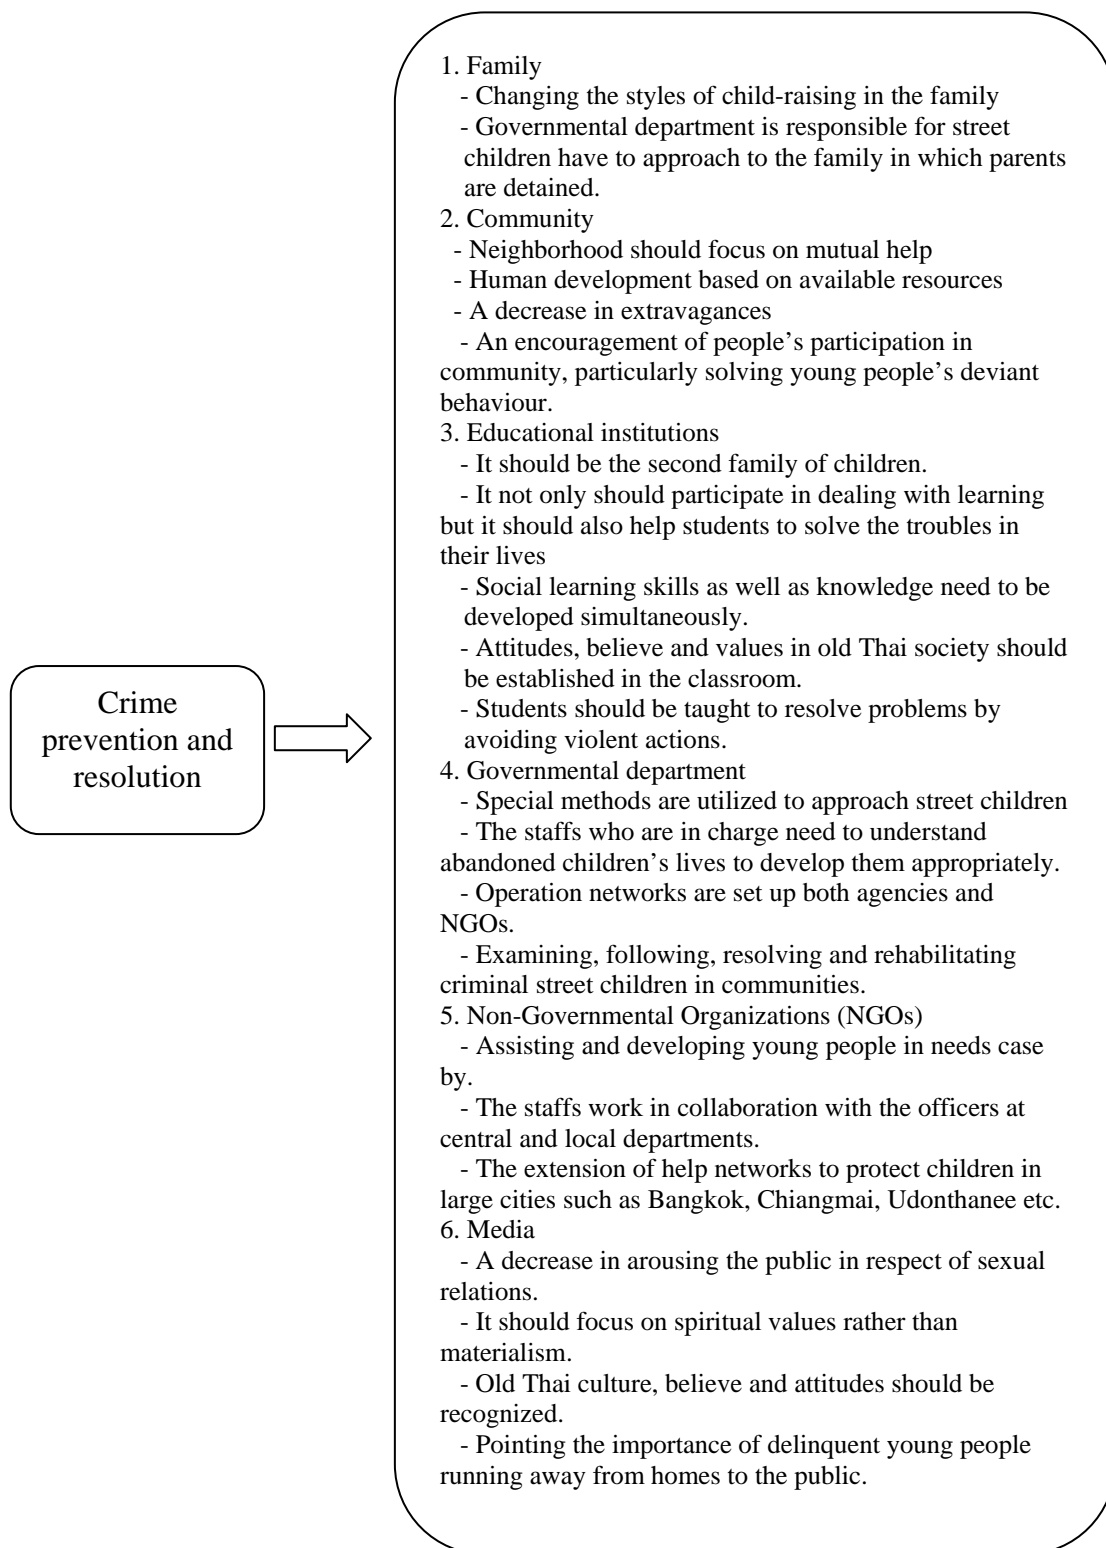 Crime
prevention and
resolution
1. Family
- Changing the styles of child-raising in the family
- Governmental department is responsible for street
children have to approach to the family in which parents
are detained.
2. Community
- Neighborhood should focus on mutual help
- Human development based on available resources
- A decrease in extravagances
- An encouragement of people’s participation in
community, particularly solving young people’s deviant
behaviour.
3. Educational institutions
- It should be the second family of children.
- It not only should participate in dealing with learning
but it should also help students to solve the troubles in
their lives
- Social learning skills as well as knowledge need to be
developed simultaneously.
- Attitudes, believe and values in old Thai society should
be established in the classroom.
- Students should be taught to resolve problems by
avoiding violent actions.
4. Governmental department
- Special methods are utilized to approach street children
- The staffs who are in charge need to understand
abandoned children’s lives to develop them appropriately.
- Operation networks are set up both agencies and
NGOs.
- Examining, following, resolving and rehabilitating
criminal street children in communities.
5. Non-Governmental Organizations (NGOs)
- Assisting and developing young people in needs case
by.
- The staffs work in collaboration with the officers at
central and local departments.
- The extension of help networks to protect children in
large cities such as Bangkok, Chiangmai, Udonthanee etc.
6. Media
- A decrease in arousing the public in respect of sexual
relations.
- It should focus on spiritual values rather than
materialism.
- Old Thai culture, believe and attitudes should be
recognized.
- Pointing the importance of delinquent young people
running away from homes to the public.